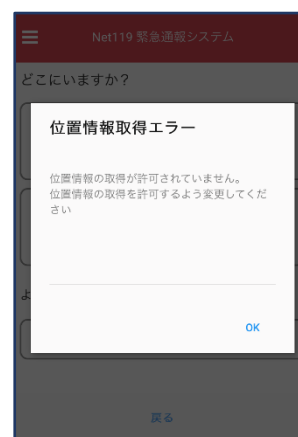 Net119 緊急通報システム
どこにいますか？
位置情報取得エラー
位置情報の取得が許可されていません。
位置情報の取得を許可するよう変更してくだ
さい
よ
OK
戻る